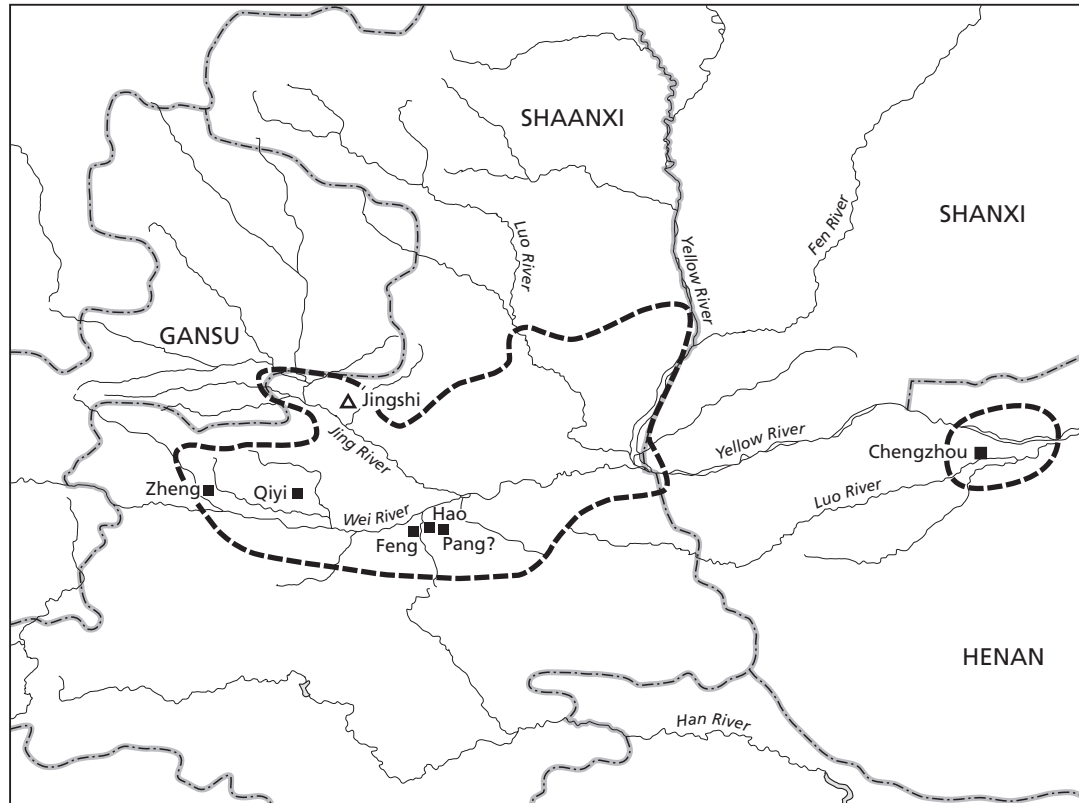 SHAANXI
SHANXI
Fen River
Luo River
Yellow River
GANSU
Jingshi
Jing River
Yellow River
Chengzhou
Zheng
Qiyi
Luo River
Wei River
Hao
Feng
Pang?
HENAN
Han River